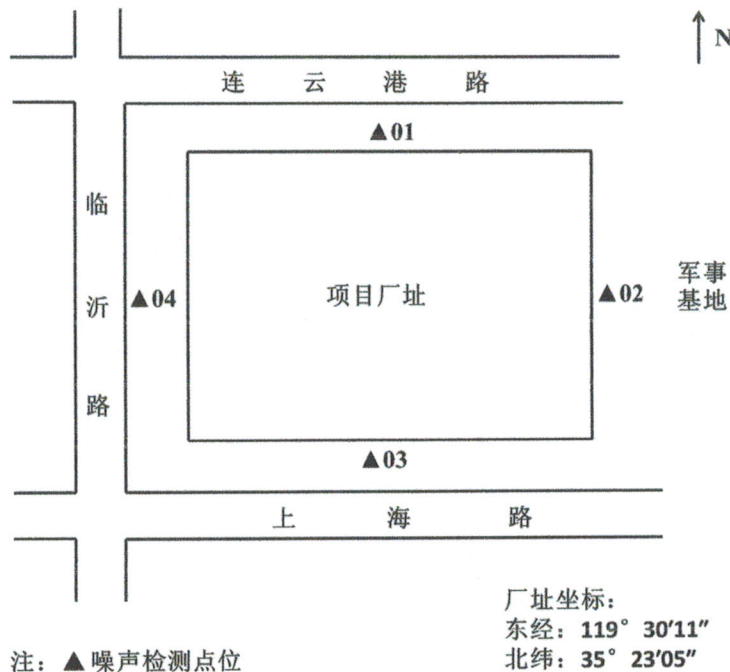 N
连云港路
▲01
临沂路
▲04
项目厂址
▲02
军事
基地
▲03
上海路
厂址坐标：
东经：119° 30′11″
北纬：35° 23′05″
注：▲噪声检测点位